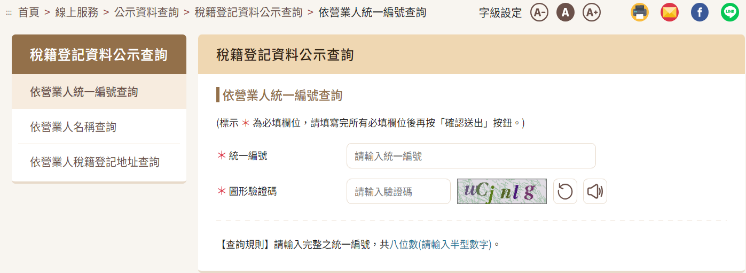 ::: 首頁 > 線上服務 > 公示資料查詢 > 稅籍登記資料公示查詢 > 依營業人統一編號查詢 字級設定 A- A A+
稅籍登記資料公示查詢
依營業人統一編號查詢
依營業人名稱查詢
依營業人稅籍登記地址查詢
稅籍登記資料公示查詢
依營業人統一編號查詢
(標示 * 為必填欄位，請填寫完所有必填欄位後再按「確認送出」按鈕。)
* 統一編號 請輸入統一編號
* 圖形驗證碼 請輸入驗證碼
【查詢規則】請輸入完整之統一編號，共八位數(請輸入半型數字)。
LINE